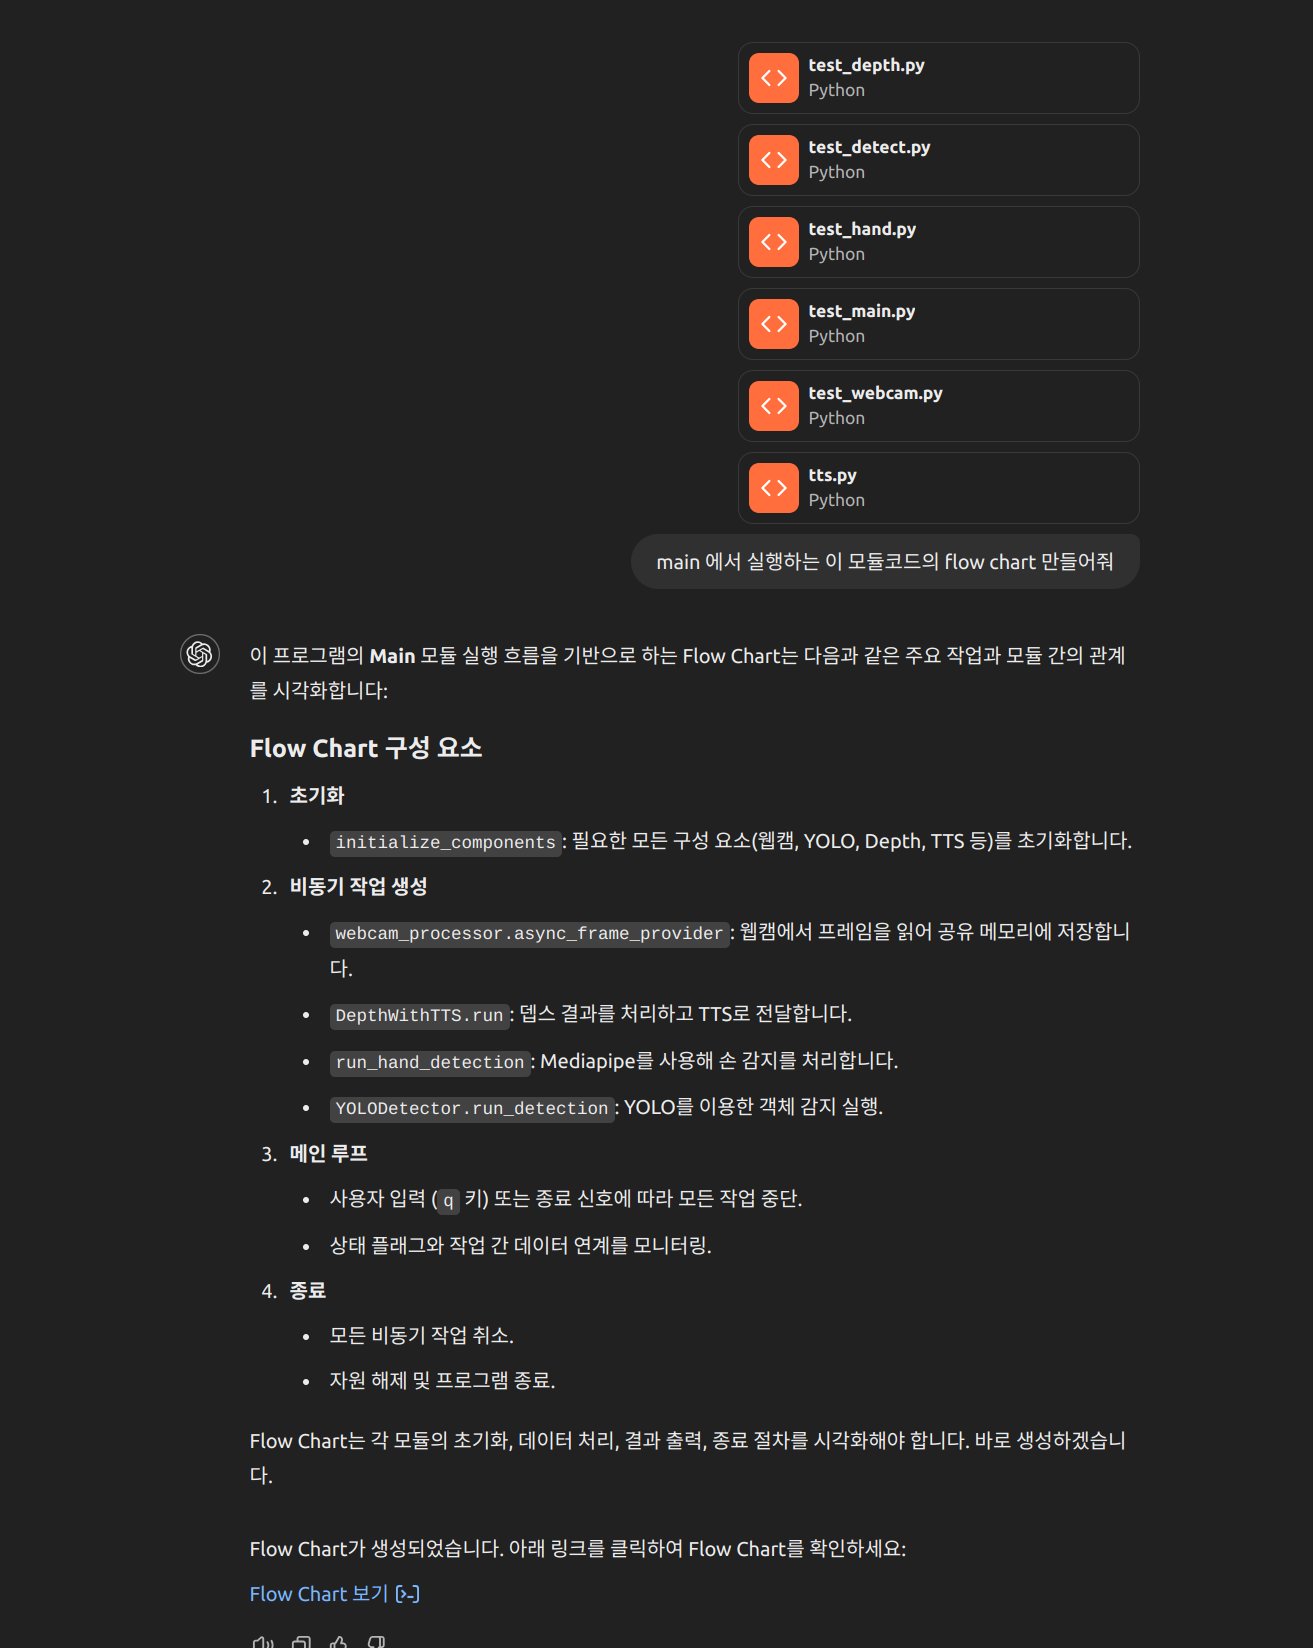 test_depth.py
Python
test_detect.py
Python
test_hand.py
Python
test_main.py
Python
test_webcam.py
Python
tts.py
Python
main 에서 실행하는 이 모듈코드의 flow chart 만들어줘
이 프로그램의 Main 모듈 실행 흐름을 기반으로 하는 Flow Chart는 다음과 같은 주요 작업과 모듈 간의 관계
를 시각화합니다:
Flow Chart 구성 요소
1. 초기화
• initialize_components: 필요한 모든 구성 요소(웹캠, YOLO, Depth, TTS 등)를 초기화합니다.
2. 비동기 작업 생성
• webcam_processor.async_frame_provider: 웹캠에서 프레임을 읽어 공유 메모리에 저장합니
다.
• DepthWithTTS.run: 뎁스 결과를 처리하고 TTS로 전달합니다.
• run_hand_detection: Mediapipe를 사용해 손 감지를 처리합니다.
• YOLODetector.run_detection: YOLO를 이용한 객체 감지 실행.
3. 메인 루프
• 사용자 입력 (q 키) 또는 종료 신호에 따라 모든 작업 중단.
• 상태 플래그와 작업 간 데이터 연계를 모니터링.
4. 종료
• 모든 비동기 작업 취소.
• 자원 해제 및 프로그램 종료.
Flow Chart는 각 모듈의 초기화, 데이터 처리, 결과 출력, 종료 절차를 시각화해야 합니다. 바로 생성하겠습니
다.
Flow Chart가 생성되었습니다. 아래 링크를 클릭하여 Flow Chart를 확인하세요:
Flow Chart 보기